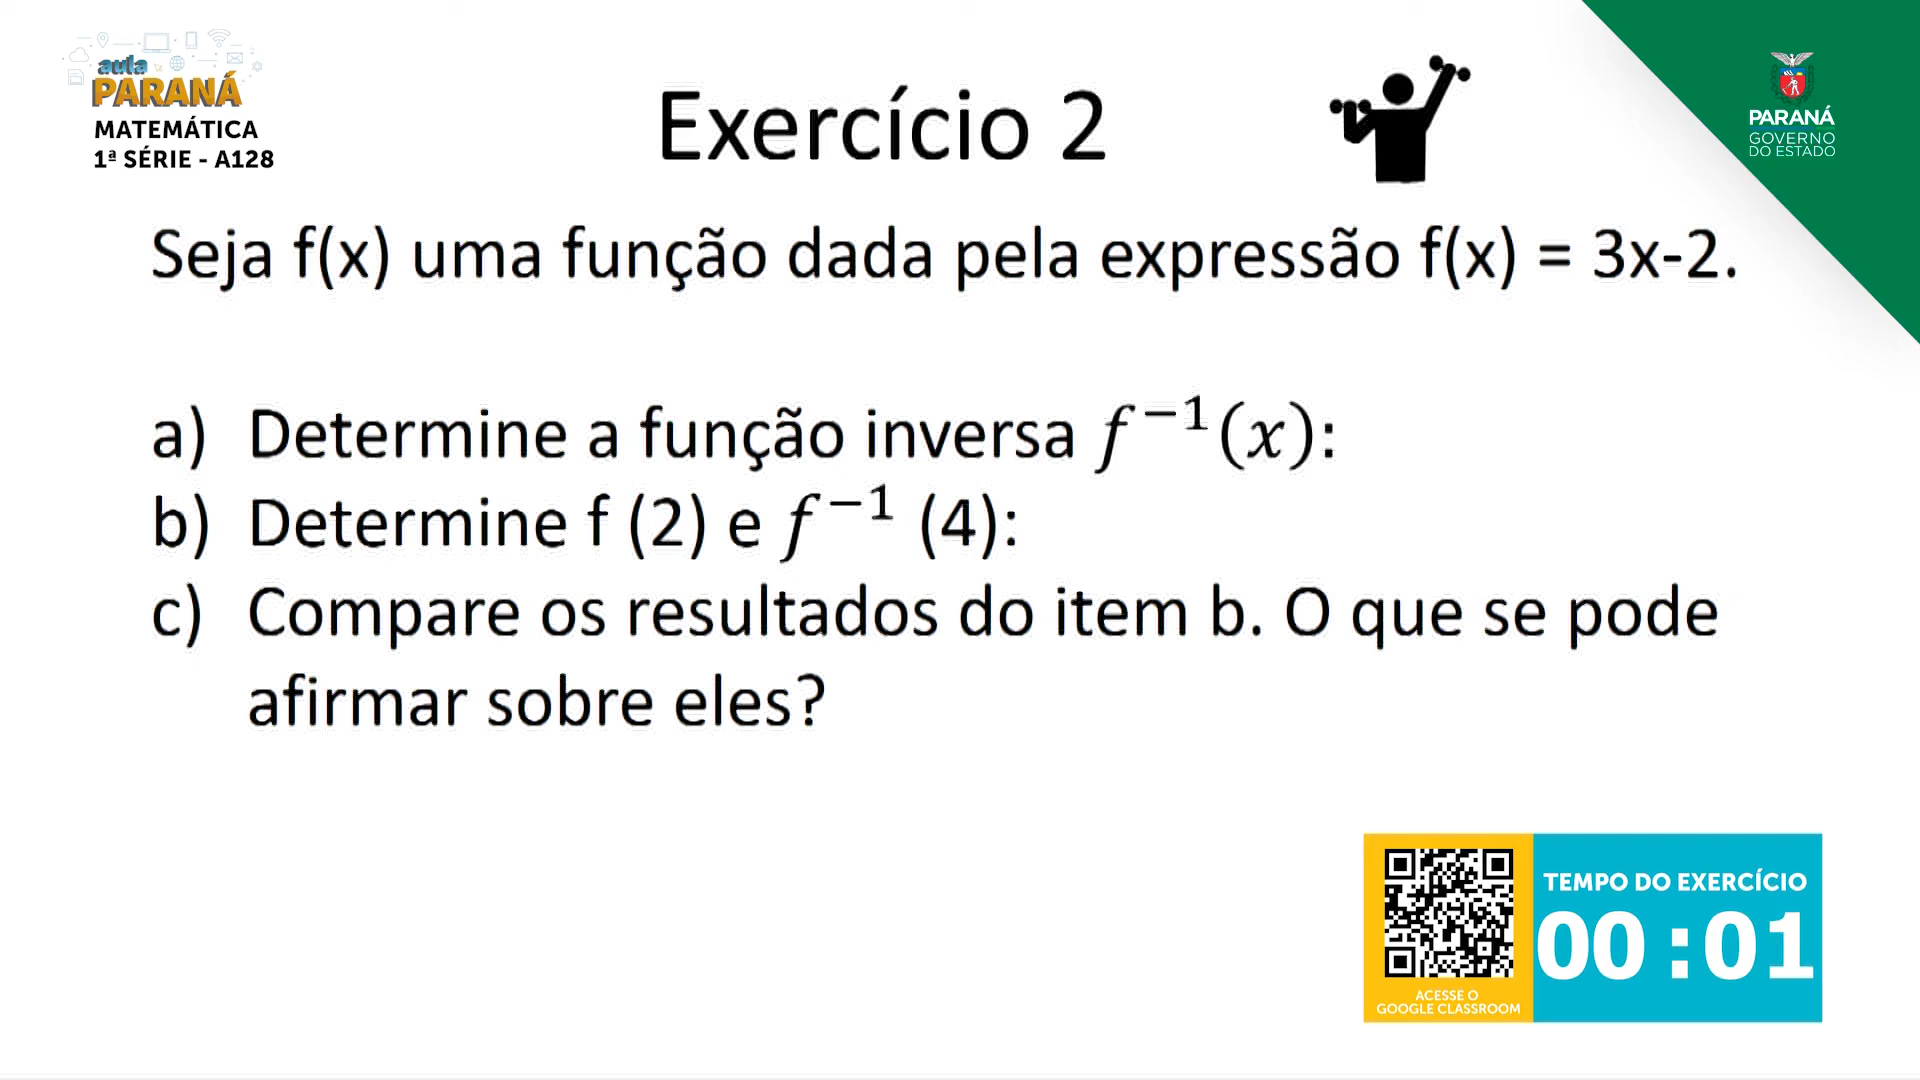 aula
PARANÁ
MATEMÁTICA
1ª SÉRIE - A128
Exercício 2
PARANÁ
GOVERNO
DO ESTADO
Seja f(x) uma função dada pela expressão f(x) = 3x-2.
a) Determine a função inversa f⁻¹(x):
b) Determine f (2) e f⁻¹ (4):
c) Compare os resultados do item b. O que se pode
afirmar sobre eles?
ACESSE O
GOOGLE CLASSROOM
TEMPO DO EXERCÍCIO
00 :01